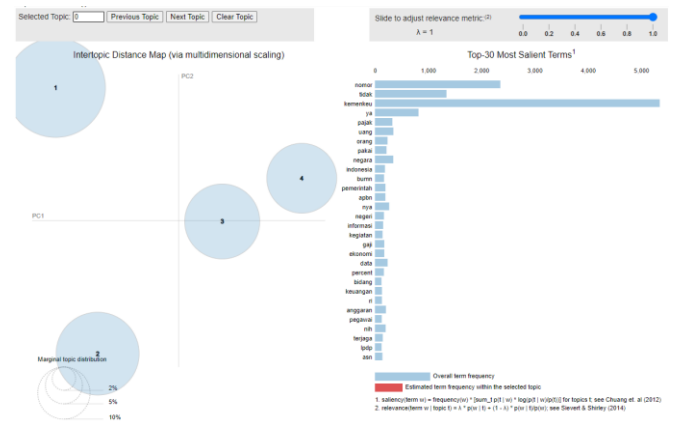 Selected Topic: 0 Previous Topic Next Topic Clear Topic
Slide to adjust relevance metric:(2)
λ = 1
0.0 0.2 0.4 0.6 0.8 1.0
Intertopic Distance Map (via multidimensional scaling)
PC2
PC1
1
4
3
2
Marginal topic distribution
2%
5%
10%
Top-30 Most Salient Terms1
0 1,000 2,000 3,000 4,000 5,000
nomor
tidak
kemenkeu
ya
pajak
uang
orang
pakai
negara
indonesia
bumn
pemerintah
apbn
nya
negeri
informasi
kegiatan
gaji
ekonomi
data
percent
bidang
keuangan
ri
anggaran
pegawai
nih
terjaga
lpdp
asn
Overall term frequency
Estimated term frequency within the selected topic
1. saliency(term w) = frequency(w) * [sum_t p(t | w) * log(p(t | w)/p(t))] for topics t; see Chuang et. al (2012)
2. relevance(term w | topic t) = λ * p(w | t) + (1 - λ) * p(w | t)/p(w); see Sievert & Shirley (2014)